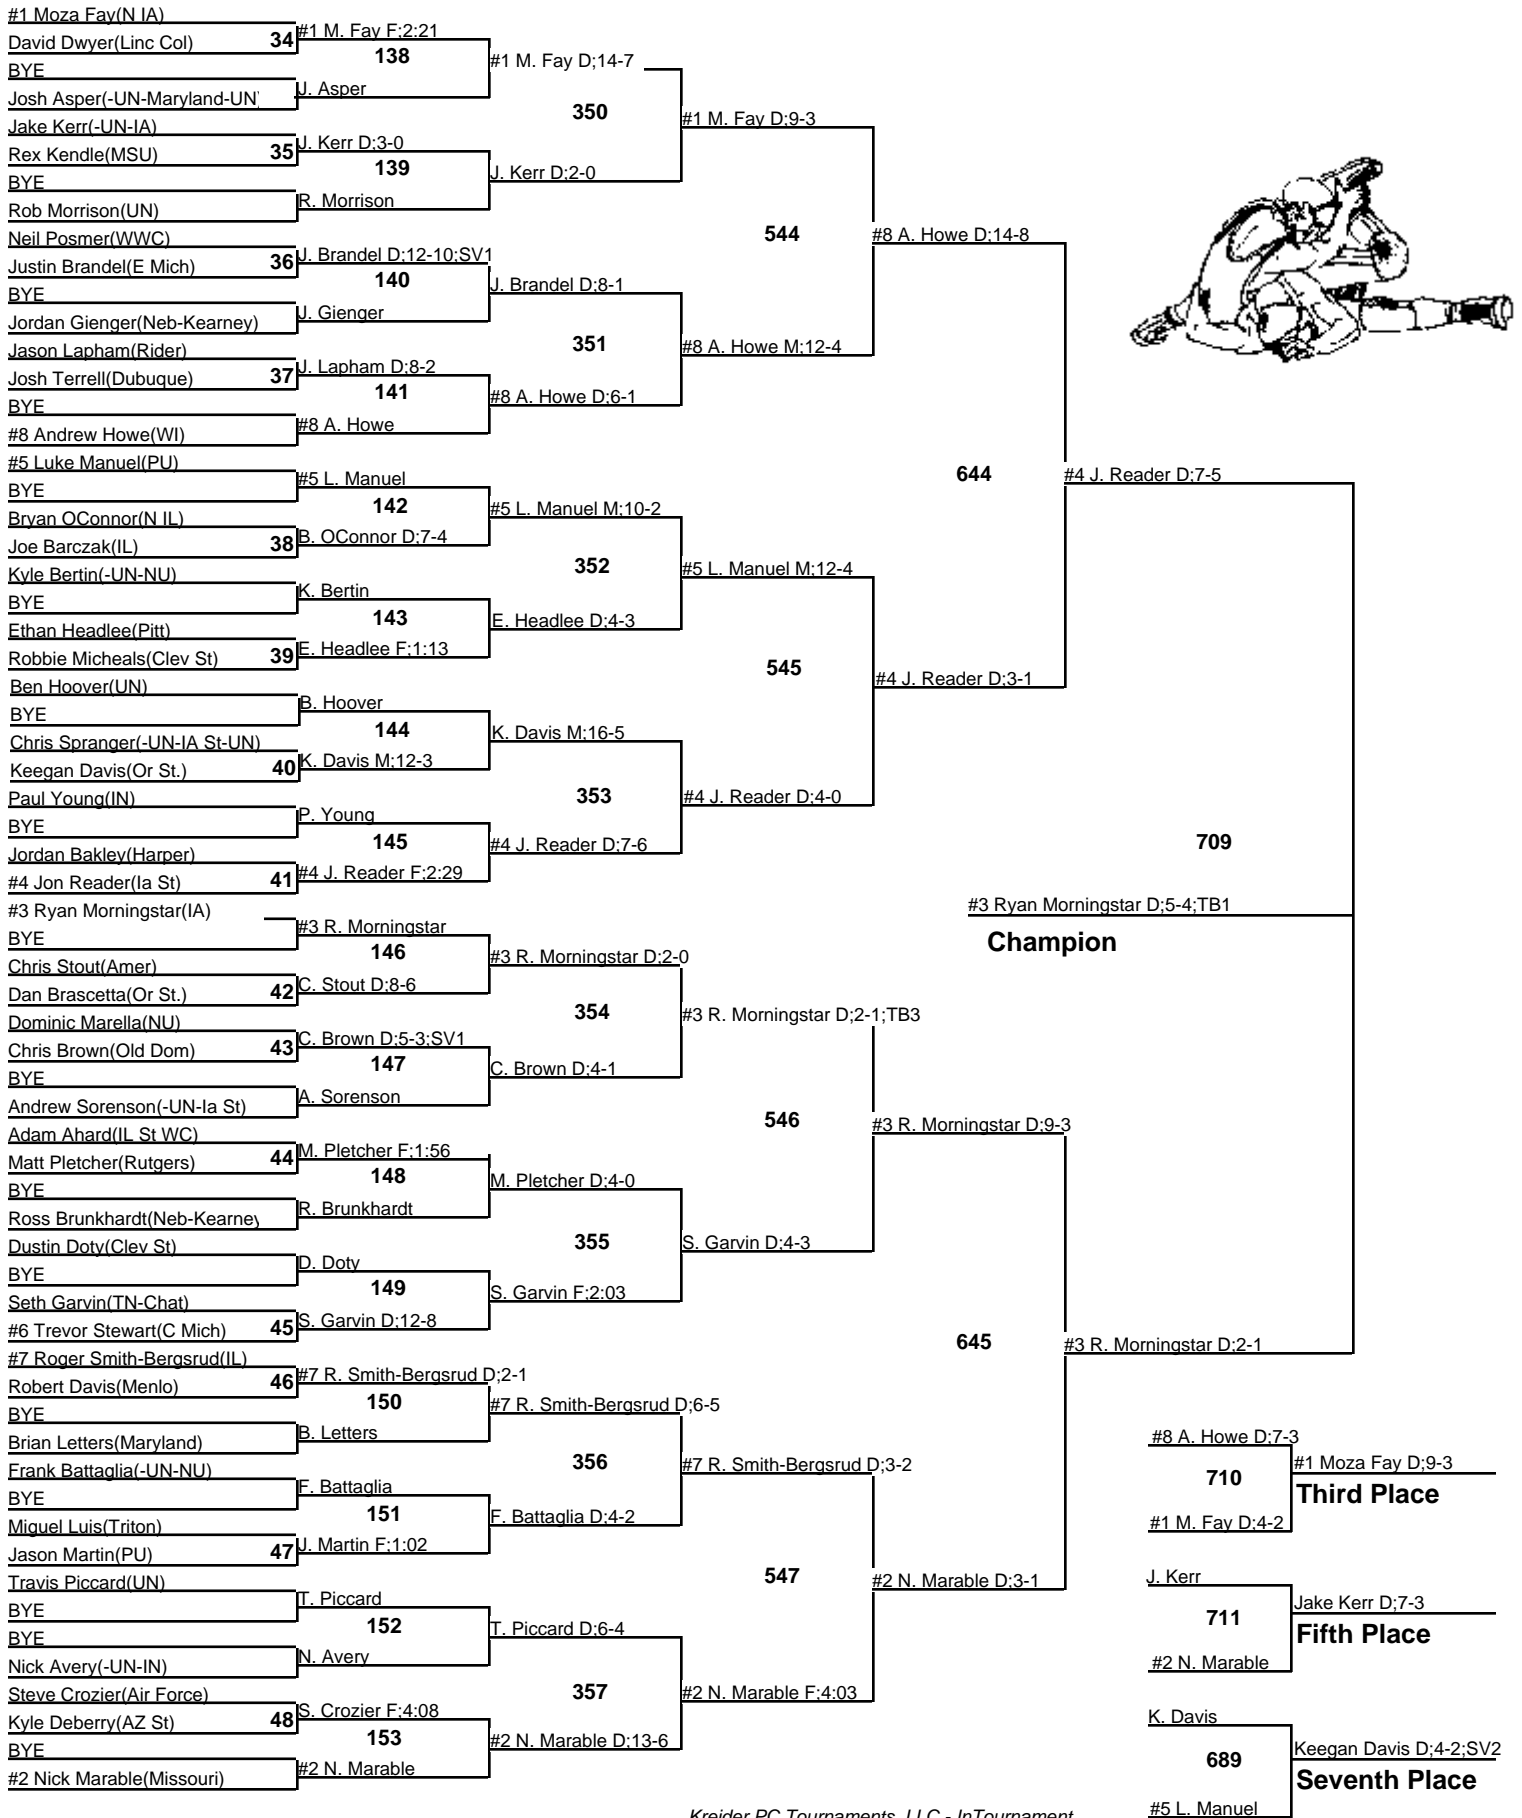 #1 Moza Fay(N IA)
David Dwyer(Linc Col)
BYE
Josh Asper(-UN-Maryland-UN)
Jake Kerr(-UN-IA)
Rex Kendle(MSU)
BYE
Rob Morrison(UN)
Neil Posmer(WWC)
Justin Brandel(E Mich)
BYE
Jordan Gienger(Neb-Kearney)
Jason Lapham(Rider)
Josh Terrell(Dubuque)
BYE
#8 Andrew Howe(WI)
#5 Luke Manuel(PU)
BYE
Bryan OConnor(N IL)
Joe Barczak(IL)
Kyle Bertin(-UN-NU)
BYE
Ethan Headlee(Pitt)
Robbie Micheals(Clev St)
Ben Hoover(UN)
BYE
Chris Spranger(-UN-IA St-UN)
Keegan Davis(Or St.)
Paul Young(IN)
BYE
Jordan Bakley(Harper)
#4 Jon Reader(Ia St)
#3 Ryan Morningstar(IA)
BYE
Chris Stout(Amer)
Dan Brascetta(Or St.)
Dominic Marella(NU)
Chris Brown(Old Dom)
BYE
Andrew Sorenson(-UN-Ia St)
Adam Ahard(IL St WC)
Matt Pletcher(Rutgers)
BYE
Ross Brunkhardt(Neb-Kearney
Dustin Doty(Clev St)
BYE
Seth Garvin(TN-Chat)
#6 Trevor Stewart(C Mich)
#7 Roger Smith-Bergsrud(IL)
Robert Davis(Menlo)
BYE
Brian Letters(Maryland)
Frank Battaglia(-UN-NU)
BYE
Miguel Luis(Triton)
Jason Martin(PU)
Travis Piccard(UN)
BYE
BYE
Nick Avery(-UN-IN)
Steve Crozier(Air Force)
Kyle Deberry(AZ St)
BYE
#2 Nick Marable(Missouri)
34
35
36
37
38
39
40
41
42
43
44
45
46
47
48
#1 M. Fay F;2:21
138
J. Asper
J. Kerr D;3-0
139
R. Morrison
J. Brandel D;12-10;SV1
140
J. Gienger
J. Lapham D;8-2
141
#8 A. Howe
#5 L. Manuel
142
B. OConnor D;7-4
K. Bertin
143
E. Headlee F;1:13
B. Hoover
144
K. Davis M;12-3
P. Young
145
#4 J. Reader F;2:29
#3 R. Morningstar
146
C. Stout D;8-6
C. Brown D;5-3;SV1
147
A. Sorenson
M. Pletcher F;1:56
148
R. Brunkhardt
D. Doty
149
S. Garvin D;12-8
#7 R. Smith-Bergsrud D;2-1
150
B. Letters
F. Battaglia
151
J. Martin F;1:02
T. Piccard
152
N. Avery
S. Crozier F;4:08
153
#2 N. Marable
#1 M. Fay D;14-7
350
J. Kerr D;2-0
J. Brandel D;8-1
351
#8 A. Howe D;6-1
#5 L. Manuel M;10-2
352
E. Headlee D;4-3
K. Davis M;16-5
353
#4 J. Reader D;7-6
#3 R. Morningstar D;2-0
354
C. Brown D;4-1
M. Pletcher D;4-0
355
S. Garvin F;2:03
#7 R. Smith-Bergsrud D;6-5
356
F. Battaglia D;4-2
T. Piccard D;6-4
357
#2 N. Marable D;13-6
#1 M. Fay D;9-3
544
#8 A. Howe M;12-4
#5 L. Manuel M;12-4
545
#4 J. Reader D;4-0
#3 R. Morningstar D;2-1;TB3
546
S. Garvin D;4-3
#7 R. Smith-Bergsrud D;3-2
547
#2 N. Marable F;4:03
#8 A. Howe D;14-8
644
#4 J. Reader D;3-1
#3 R. Morningstar D;9-3
645
#2 N. Marable D;3-1
#4 J. Reader D;7-5
709
#3 R. Morningstar D;2-1
#3 Ryan Morningstar D;5-4;TB1
Champion
#8 A. Howe D;7-3
710
#1 M. Fay D;4-2
#1 Moza Fay D;9-3
Third Place
J. Kerr
711
#2 N. Marable
Jake Kerr D;7-3
Fifth Place
K. Davis
689
#5 L. Manuel
Keegan Davis D;4-2;SV2
Seventh Place
Kreider PC Tournaments, LLC - InTournament